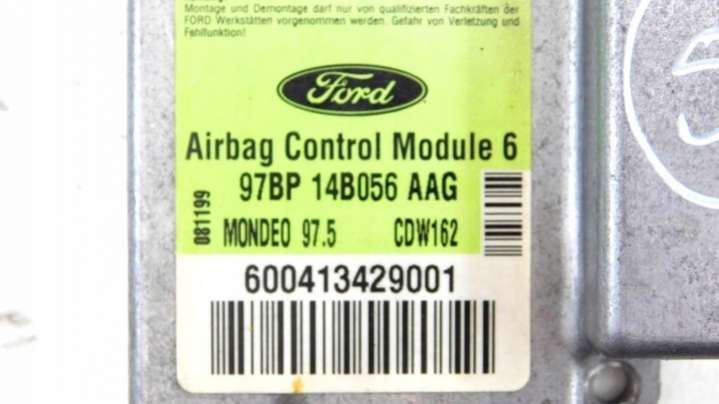 Montage und Demontage darf nur von qualifizierten Fachkräften der
FORD Werkstätten vorgenommen werden. Gefahr von Verletzung und
Fehlfunktion!
Ford
Airbag Control Module 6
97BP 14B056 AAG
081199
MONDEO 97.5 CDW162
600413429001